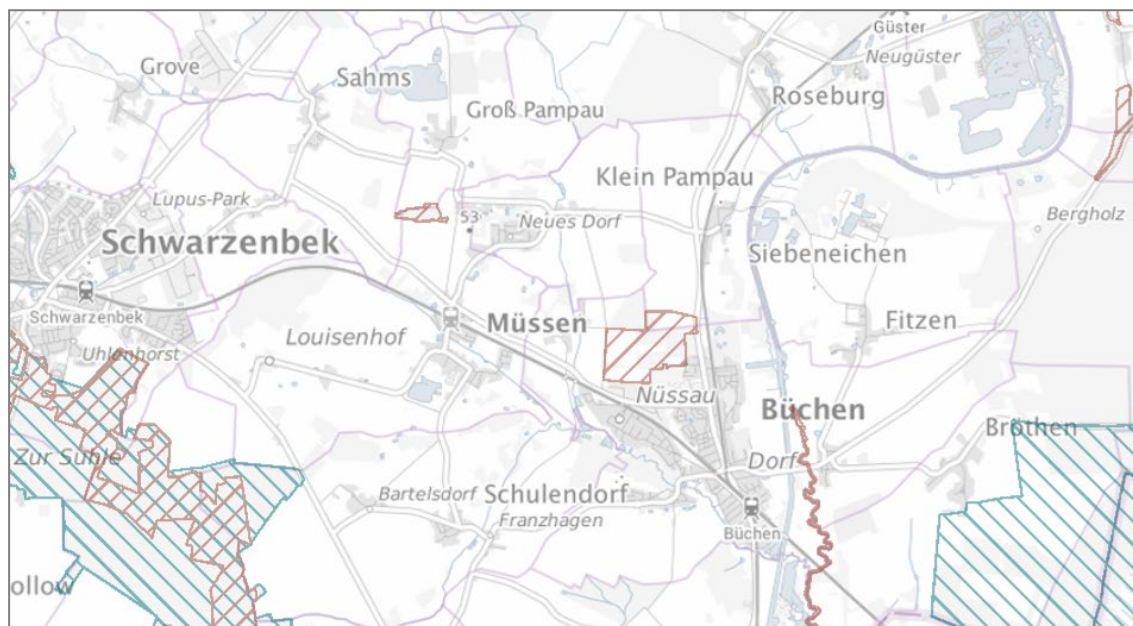 Güster
Neugüster
Grove
Sahms
Roseburg
Groß Pampau
Klein Pampau
Lupus-Park
53
Neues Dorf
Bergholz
Schwarzenbek
Siebeneichen
Schwarzenbek
Müssen
Fitzen
Louisenhof
Uhlenhorst
Nüssau
Büchen
Bröthen
Zur Suhle
Dorf
Bartelsdorf
Schulendorf
Franzhagen
Büchen
ollow